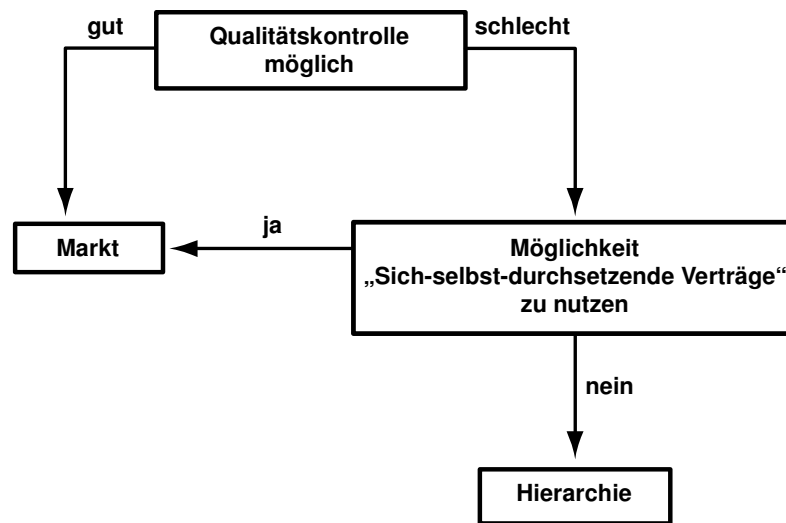 gut
Qualitätskontrolle
möglich
schlecht
Markt
ja
Möglichkeit
„Sich-selbst-durchsetzende Verträge“
zu nutzen
nein
Hierarchie